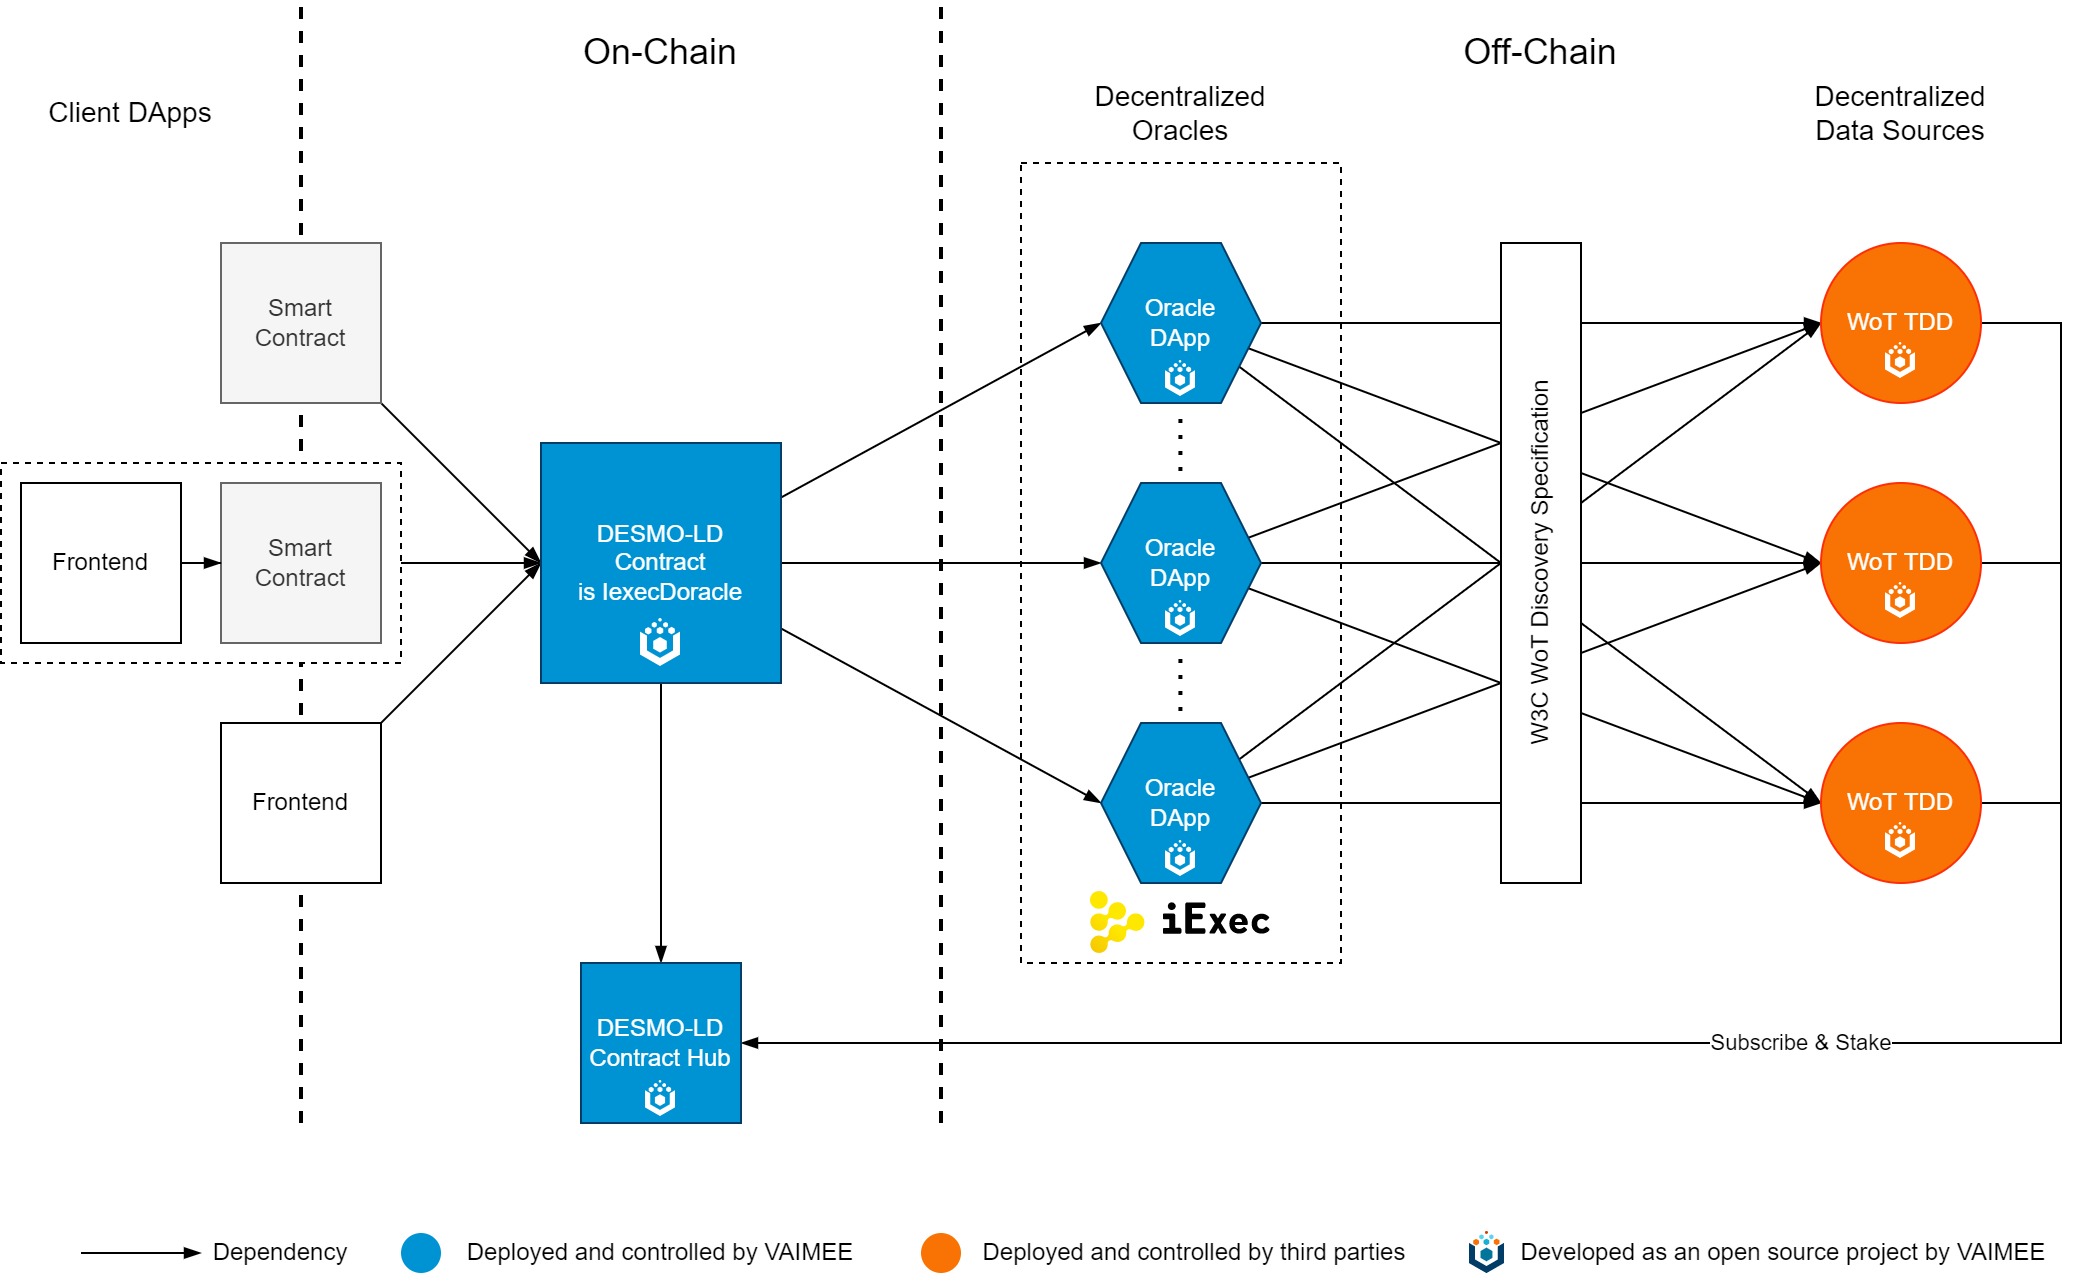 On-Chain
Off-Chain
Client DApps
Decentralized
Oracles
Decentralized
Data Sources
Smart
Contract
Frontend
Smart
Contract
Frontend
DESMO-LD
Contract
is IexecDoracle
DESMO-LD
Contract Hub
Oracle
DApp
Oracle
DApp
Oracle
DApp
iExec
W3C WoT Discovery Specification
WoT TDD
WoT TDD
WoT TDD
Subscribe & Stake
Dependency
Deployed and controlled by VAIMEE
Deployed and controlled by third parties
Developed as an open source project by VAIMEE